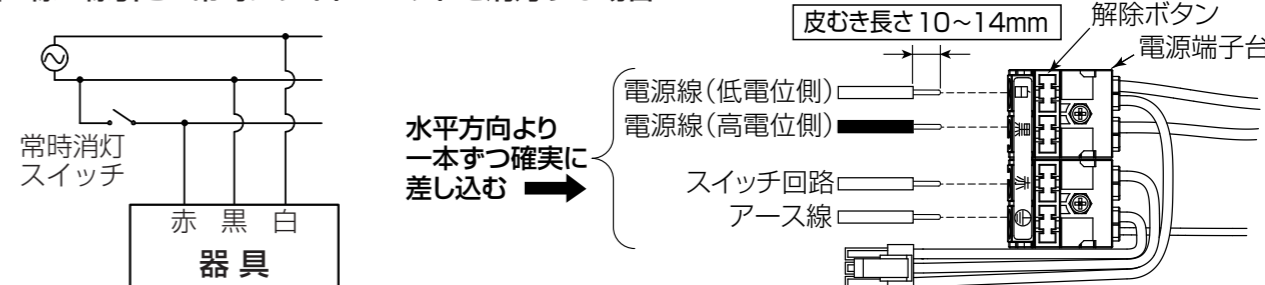 常時消灯
スイッチ
赤 黒 白
器具
水平方向より
一本ずつ確実に
差し込む
皮むき長さ10～14mm
解除ボタン
電源端子台
電源線(低電位側)
電源線(高電位側)
スイッチ回路
アース線
白
黒
赤